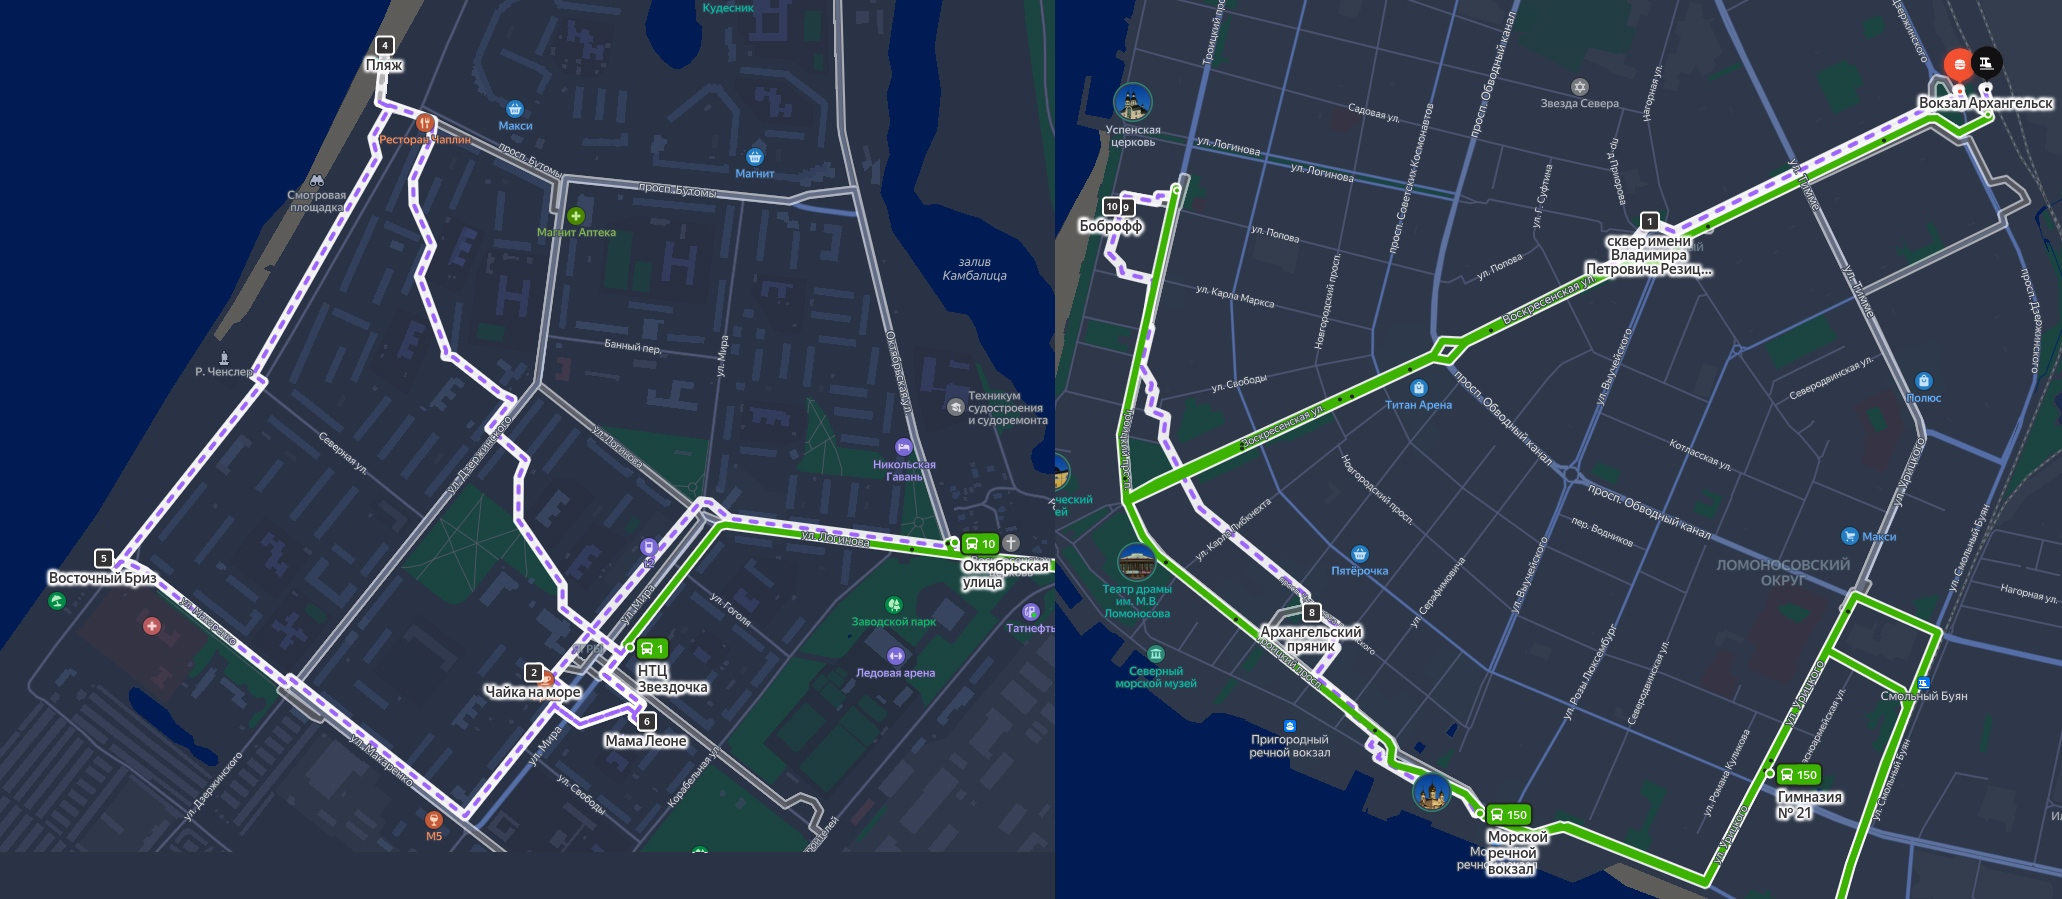 Кудесник
4
Пляж
Ресторан Чаплин
Макси
просп. Бутомы
Магнит
просп. Бутомы
Смотровая
площадка
Магнит Аптека
залив
Камбалица
Банный пер.
ул. Мира
Октябрьская ул.
Р. Ченслер
Техникум
судостроения
и судоремонта
Северная ул.
ул. Дзержинского
ул. Логинова
Никольская
Гавань
5
Восточный Бриз
ул. Логинова
10
Октябрьская
улица
ул. Макаренко
ул. Мира
ул. Гоголя
Заводской парк
Татнефть
1
НТЦ
Звездочка
Ледовая арена
2
Чайка на море
6
Мама Леоне
ул. Макаренко
ул. Мира
ул. Дзержинского
ул. Свободы
Корабельная ул.
М5
Троицкий про
просп. Обводный канал
Дзержинского
Вокзал Архангельск
Звезда Севера
Нагорная ул.
Садовая ул.
Успенская
церковь
ул. Логинова
ул. Логинова
просп. Советских Космонавтов
ул. Г. Суфтина
пр-д Приорова
ул. Тимме
10
9
Боброфф
1
сквер имени
Владимира
Петровича Резиц...
ул. Попова
ул. Попова
ул. Карла Маркса
Новгородский просп.
Воскресенская ул.
ул. Тимме
просп. Дзержинского
ул. Свободы
Титан Арена
ул. Выучейского
Северодвинская ул.
Полюс
Троицкий просп.
Воскресенская ул.
просп. Обводный канал
Котласская ул.
ул. Урицкого
Новгородский просп.
просп. Обводный канал
пер. Водников
Макси
ческий
ей
ул. Карла Либкнехта
Театр драмы
им. М.В.
Ломоносова
Пятёрочка
ул. Серафимовича
ул. Выучейского
ЛОМОНОСОВСКИЙ
ОКРУГ
ул. Смольный Буян
Нагорная ул.
8
Архангельский
пряник
Троицкий просп.
Северный
морской музей
ул. Розы Люксембург
Северодвинская ул.
ул. Урицкого
Смольный Буян
Пригородный
речной вокзал
ул. Романа Куликова
сноармейская ул.
150
Гимназия
№ 21
ул. Смольный Буян
150
Морской
речной
вокзал
ул. Урицкого